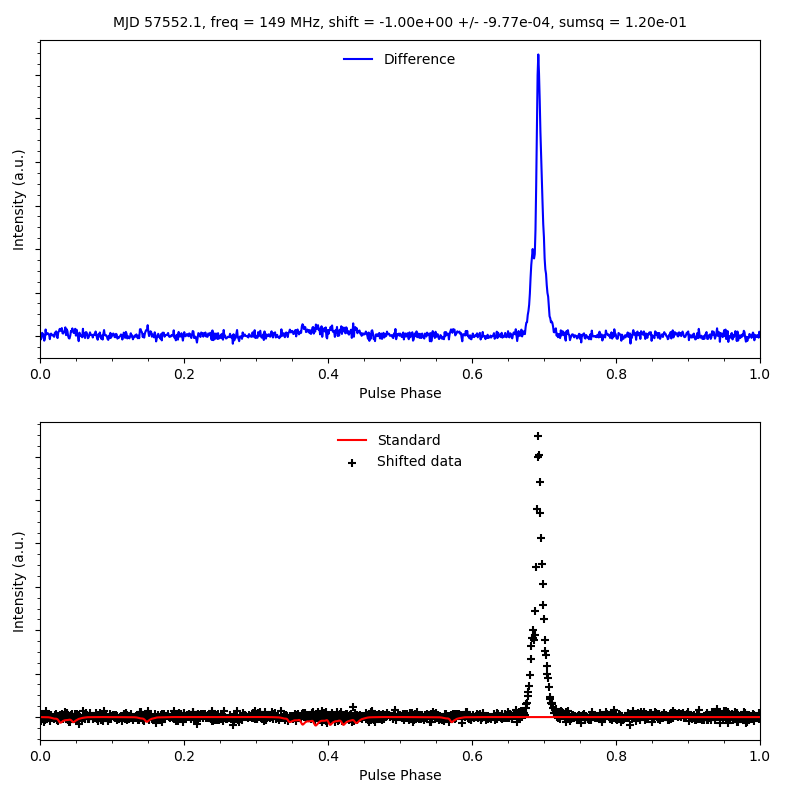 MJD 57552.1, freq = 149 MHz, shift = -1.00e+00 +/- -9.77e-04, sumsq = 1.20e-01
Difference
Intensity (a.u.)
0.0 0.2 0.4 0.6 0.8 1.0
Pulse Phase
Standard
Shifted data
Intensity (a.u.)
0.0 0.2 0.4 0.6 0.8 1.0
Pulse Phase